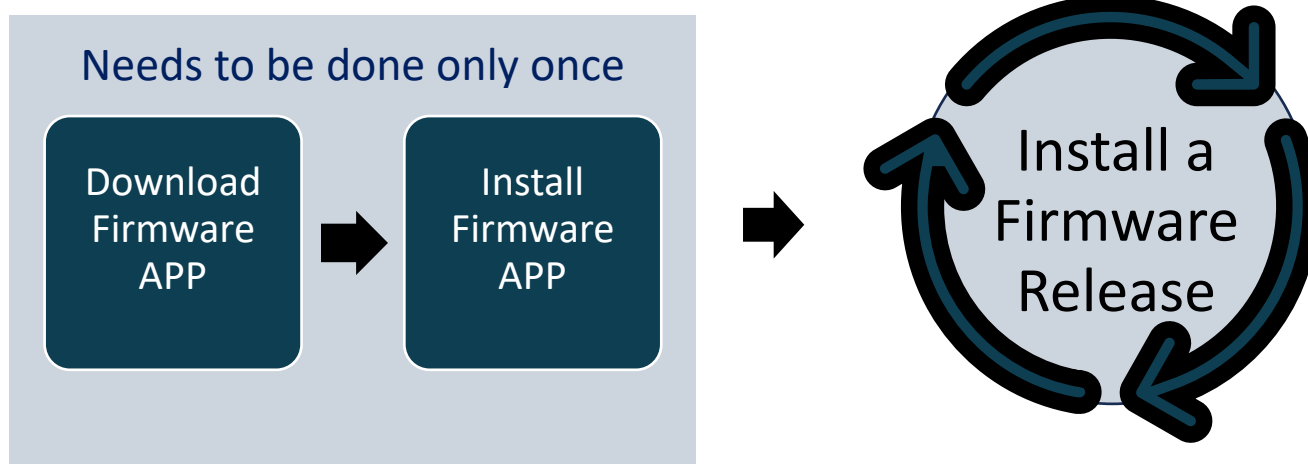 Needs to be done only once
Download
Firmware
APP
Install
Firmware
APP
Install a
Firmware
Release